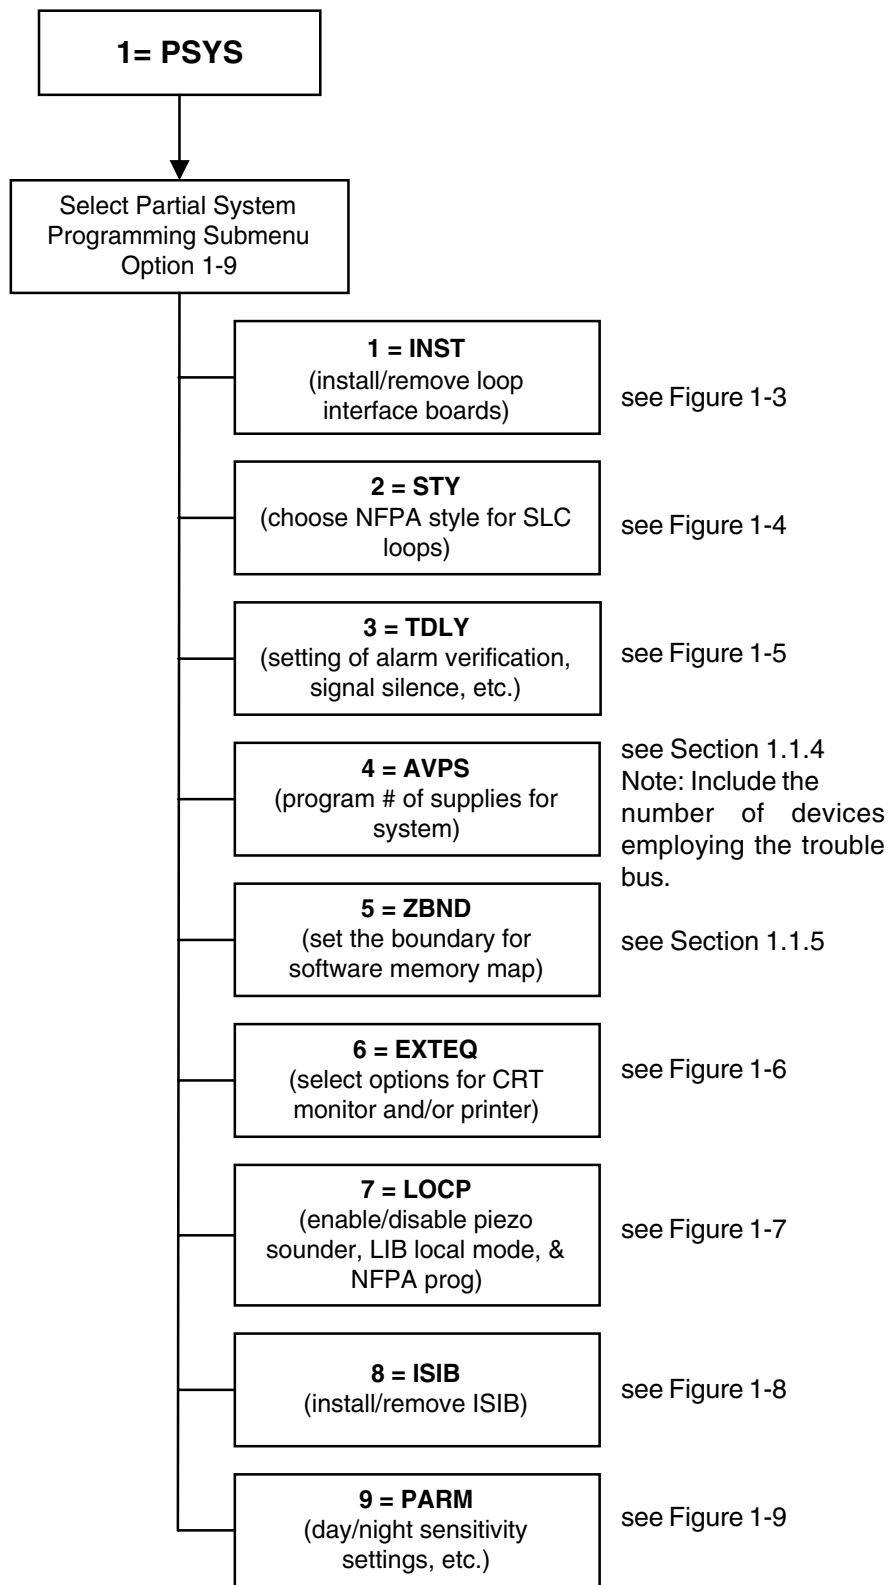 1= PSYS
Select Partial System
Programming Submenu
Option 1-9
1 = INST
(install/remove loop
interface boards)
see Figure 1-3
2 = STY
(choose NFPA style for SLC
loops)
see Figure 1-4
3 = TDLY
(setting of alarm verification,
signal silence, etc.)
see Figure 1-5
4 = AVPS
(program # of supplies for
system)
see Section 1.1.4
Note: Include the
number of devices
employing the trouble
bus.
5 = ZBND
(set the boundary for
software memory map)
see Section 1.1.5
6 = EXTEQ
(select options for CRT
monitor and/or printer)
see Figure 1-6
7 = LOCP
(enable/disable piezo
sounder, LIB local mode, &
NFPA prog)
see Figure 1-7
8 = ISIB
(install/remove ISIB)
see Figure 1-8
9 = PARM
(day/night sensitivity
settings, etc.)
see Figure 1-9